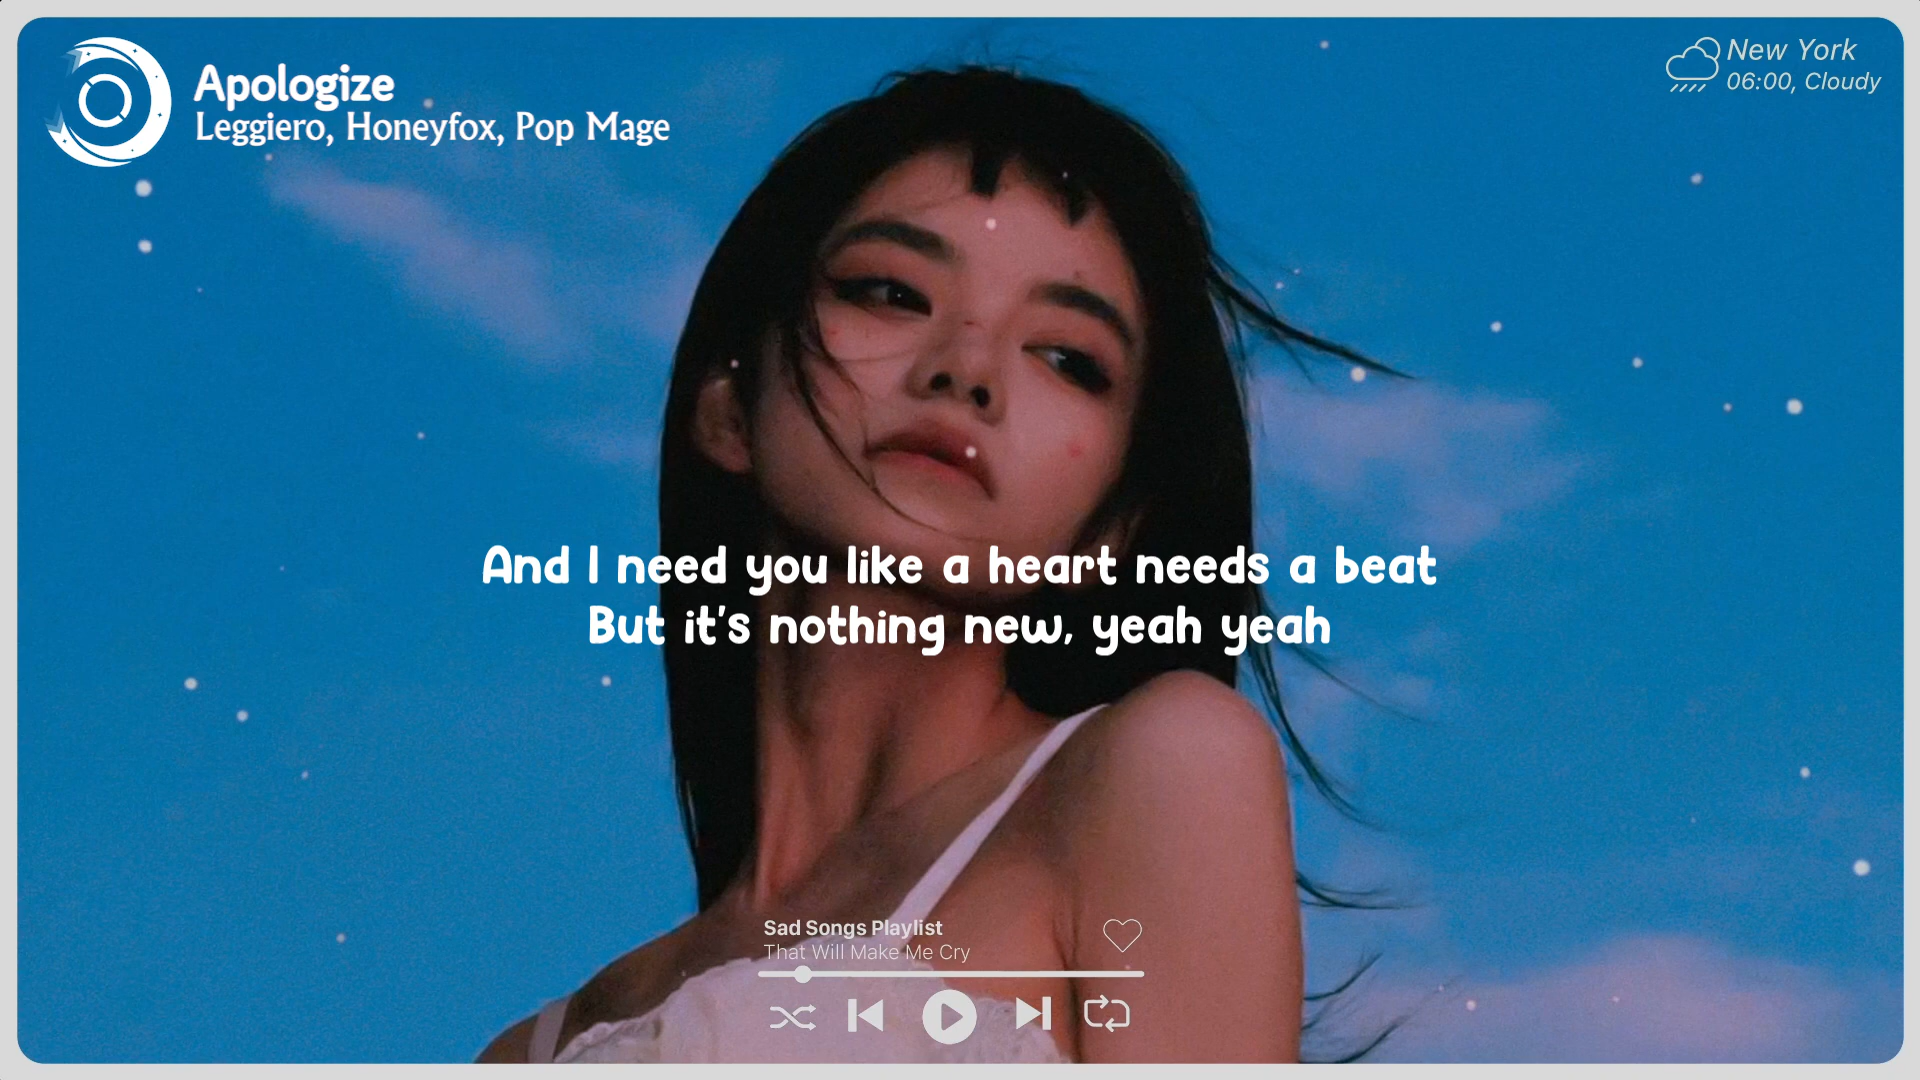 Apologize
Leggiero, Honeyfox, Pop Mage
New York
06:00, Cloudy
And I need you like a heart needs a beat
But it's nothing new, yeah yeah
Sad Songs Playlist
That Will Make Me Cry